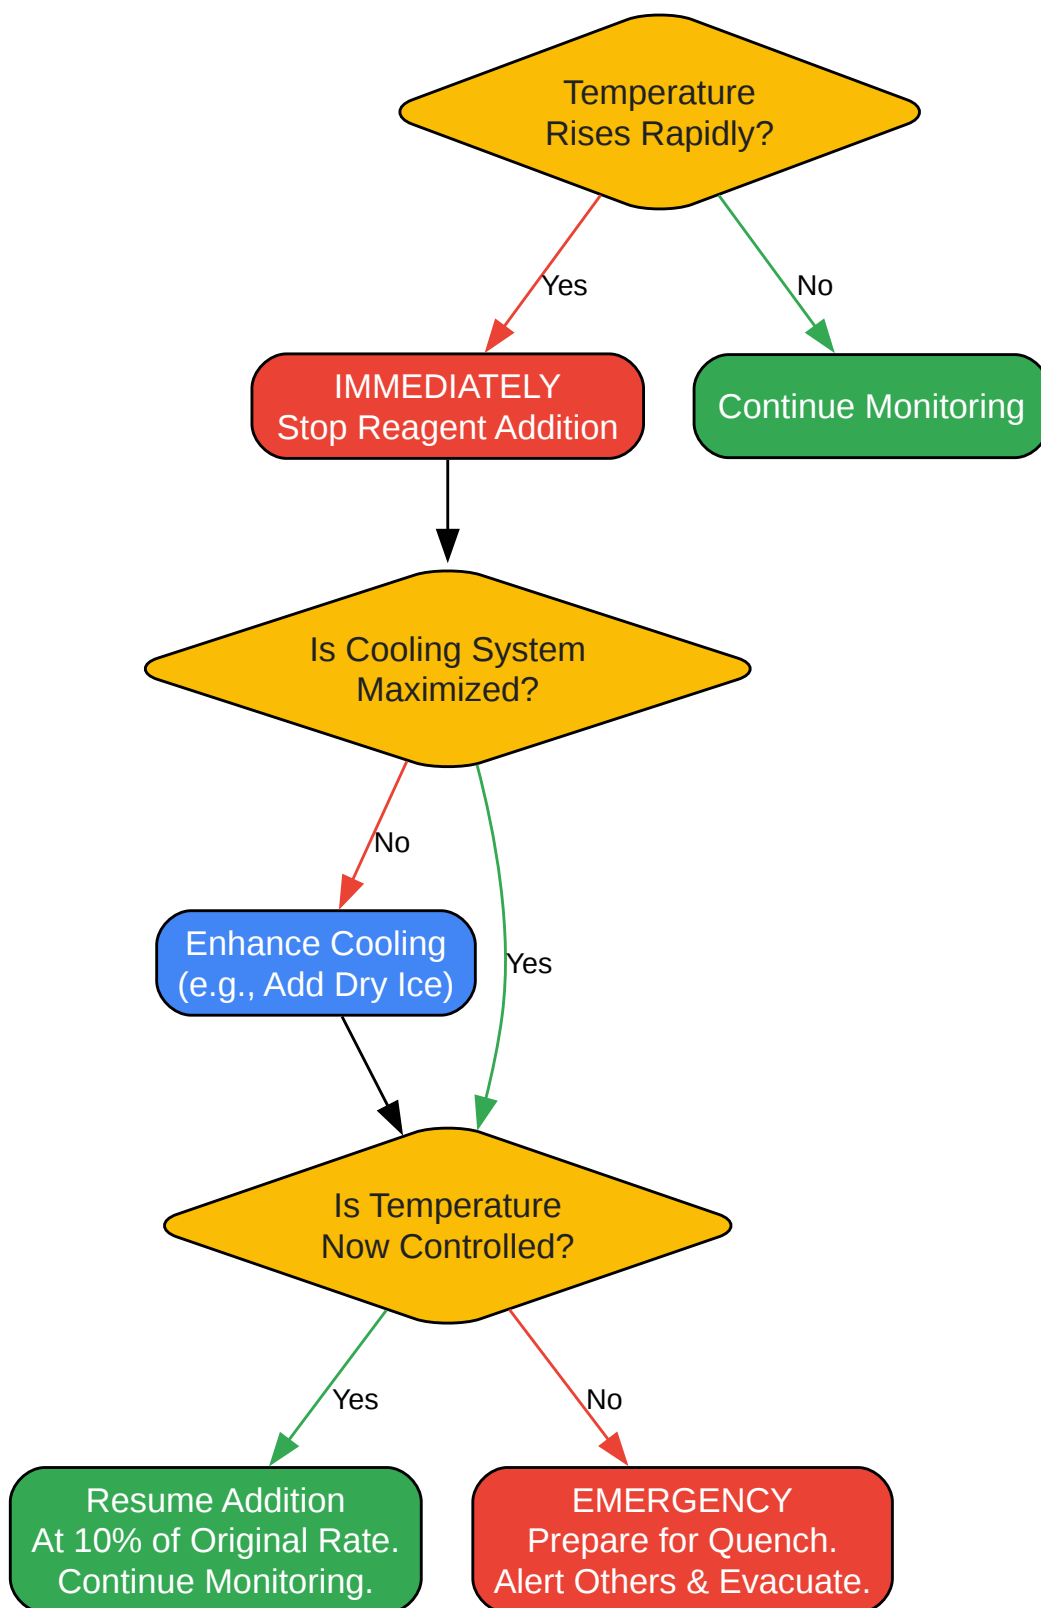 Temperature
Rises Rapidly?
Yes
No
IMMEDIATELY
Stop Reagent Addition
Continue Monitoring
Is Cooling System
Maximized?
No
Enhance Cooling
(e.g., Add Dry Ice)
Yes
Is Temperature
Now Controlled?
Yes
No
Resume Addition
At 10% of Original Rate.
Continue Monitoring.
EMERGENCY
Prepare for Quench.
Alert Others & Evacuate.